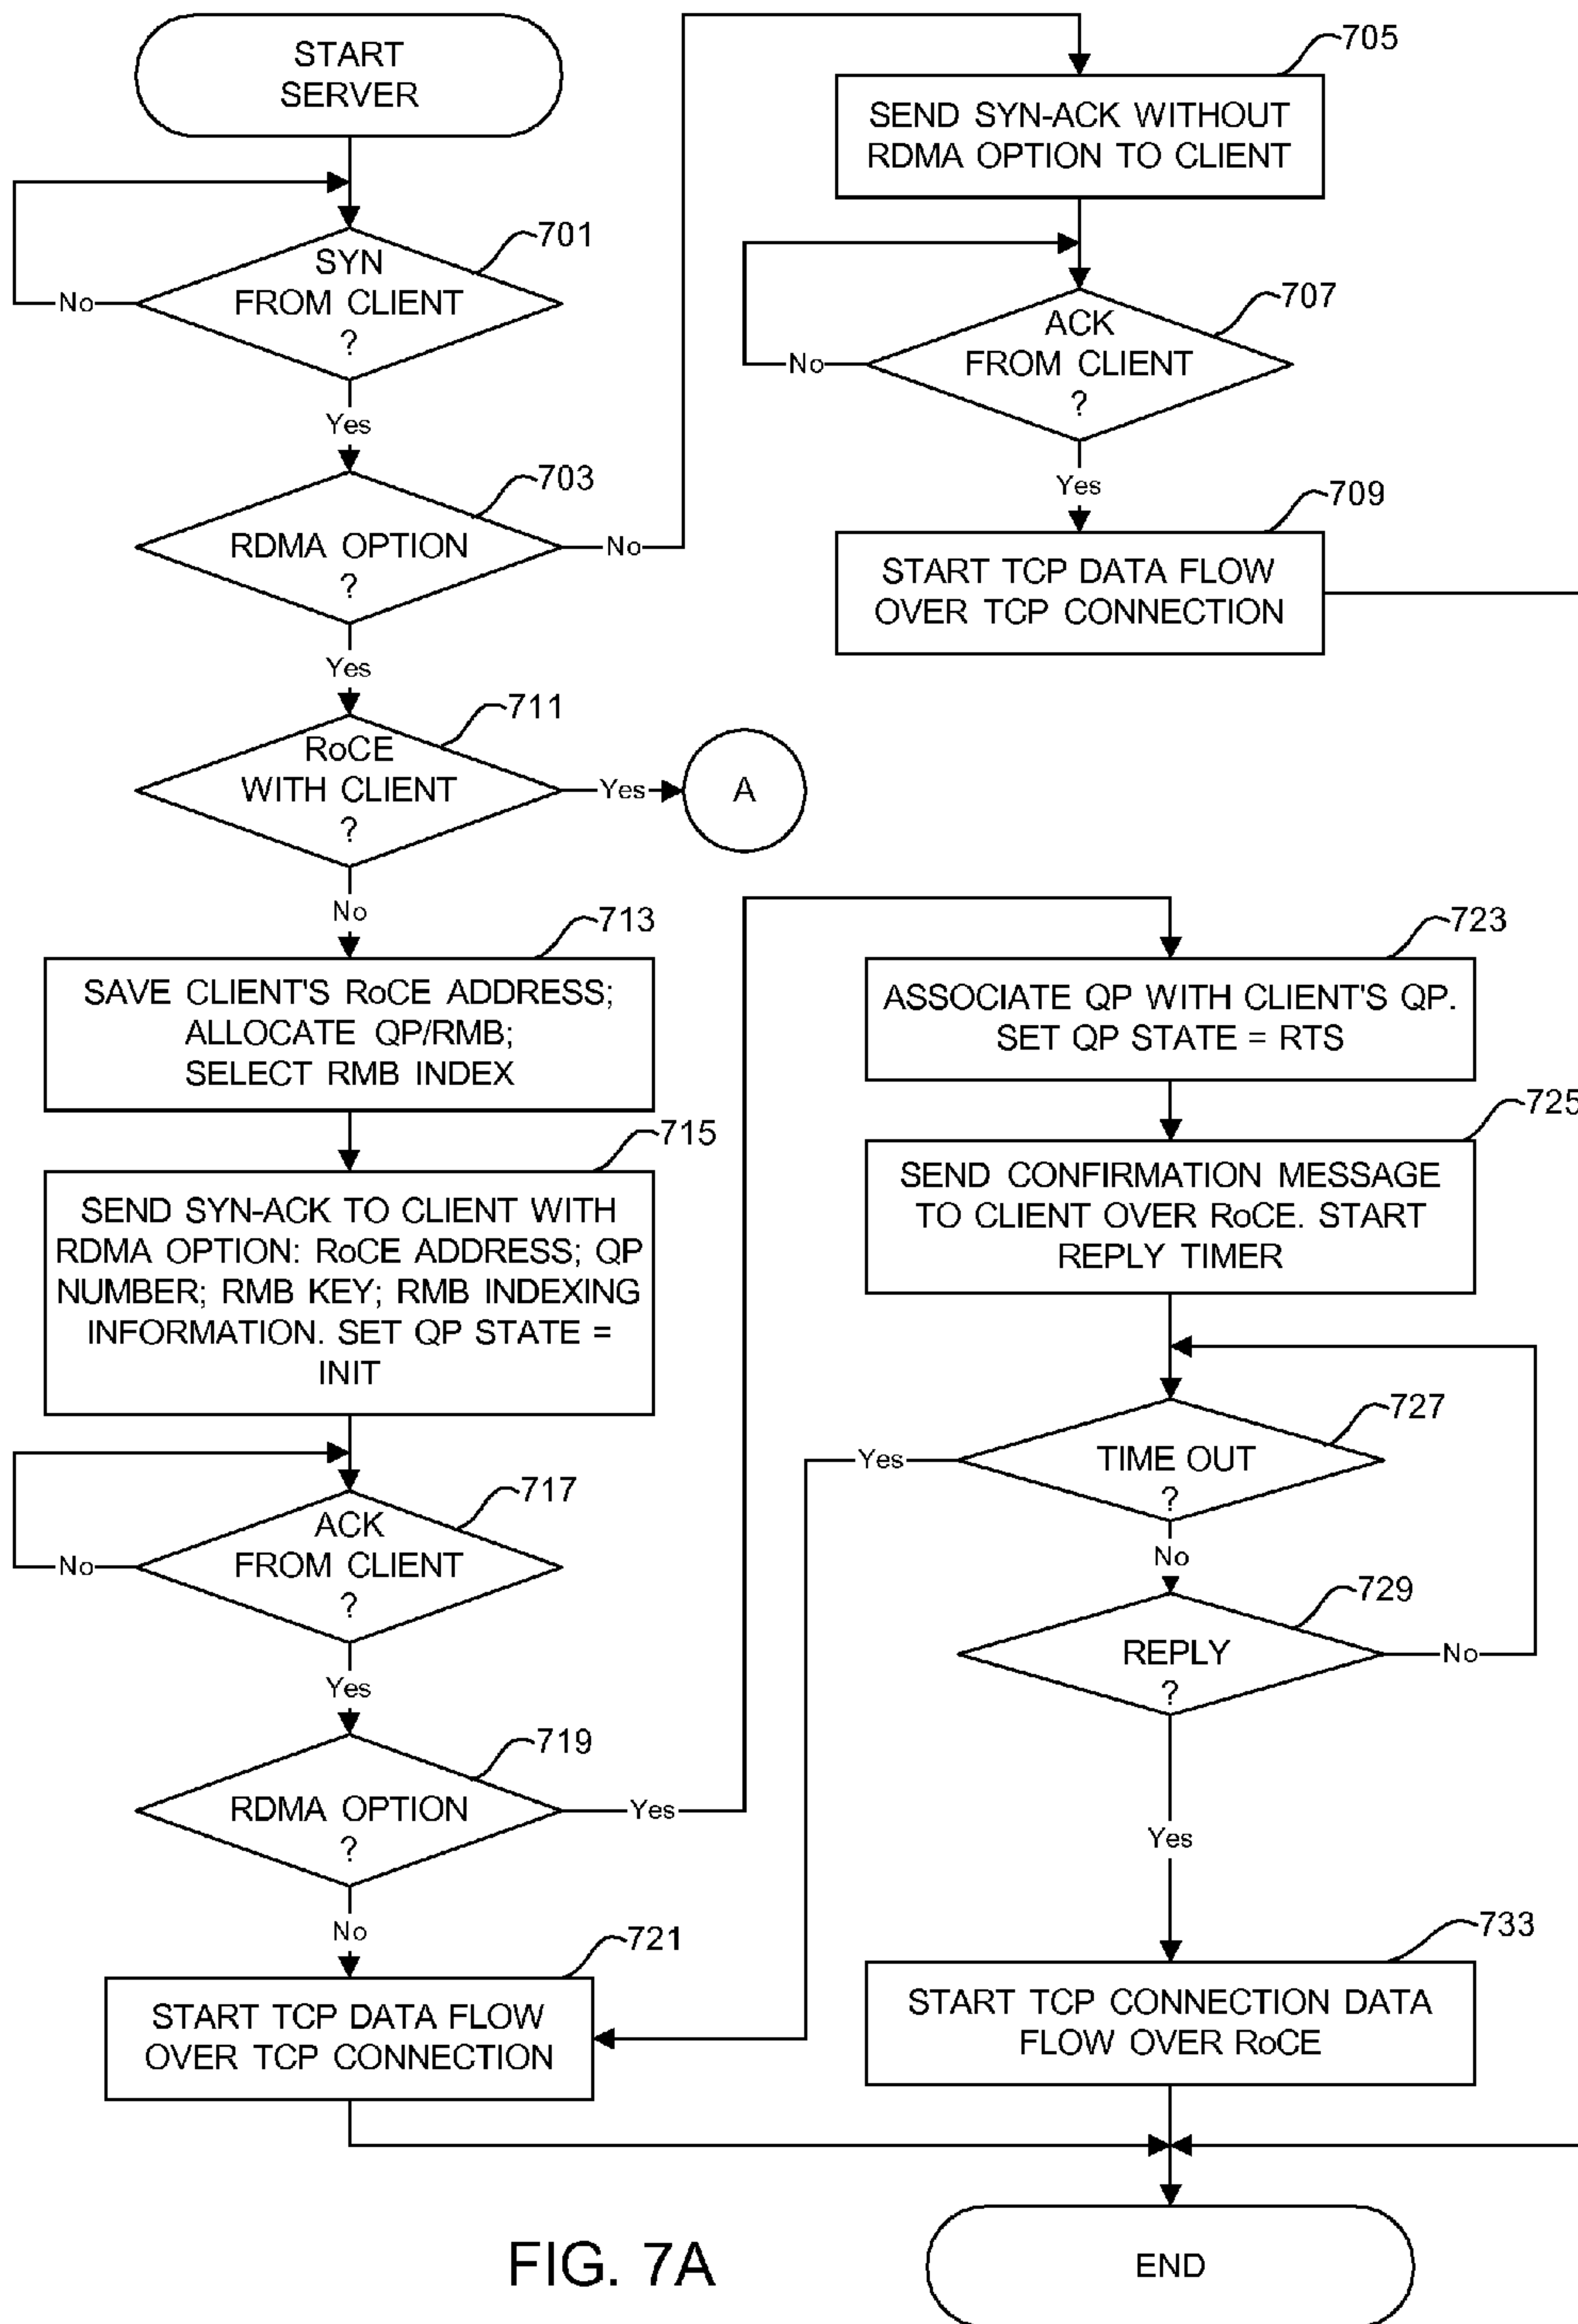 START
SERVER
701
SYN
FROM CLIENT
?
No
Yes
703
RDMA OPTION
?
No
Yes
705
SEND SYN-ACK WITHOUT
RDMA OPTION TO CLIENT
707
ACK
FROM CLIENT
?
No
Yes
709
START TCP DATA FLOW
OVER TCP CONNECTION
711
RoCE
WITH CLIENT
?
Yes
A
No
713
SAVE CLIENT'S RoCE ADDRESS;
ALLOCATE QP/RMB;
SELECT RMB INDEX
715
SEND SYN-ACK TO CLIENT WITH
RDMA OPTION: RoCE ADDRESS; QP
NUMBER; RMB KEY; RMB INDEXING
INFORMATION. SET QP STATE =
INIT
717
ACK
FROM CLIENT
?
No
Yes
719
RDMA OPTION
?
Yes
No
721
START TCP DATA FLOW
OVER TCP CONNECTION
723
ASSOCIATE QP WITH CLIENT'S QP.
SET QP STATE = RTS
725
SEND CONFIRMATION MESSAGE
TO CLIENT OVER RoCE. START
REPLY TIMER
727
TIME OUT
?
Yes
No
729
REPLY
?
No
Yes
733
START TCP CONNECTION DATA
FLOW OVER RoCE
END
FIG. 7A